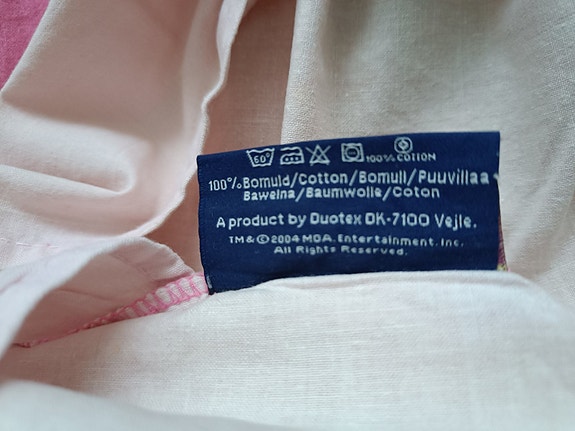 60°
100% COTTON
100% Bomuld/Cotton/Bomull/Puuvillaa
Bawelna/Baumwolle/Coton
A product by Duotex DK-7100 Vejle.
TM & © 2004 MGA. Entertainment. Inc.
All Rights Reserved.